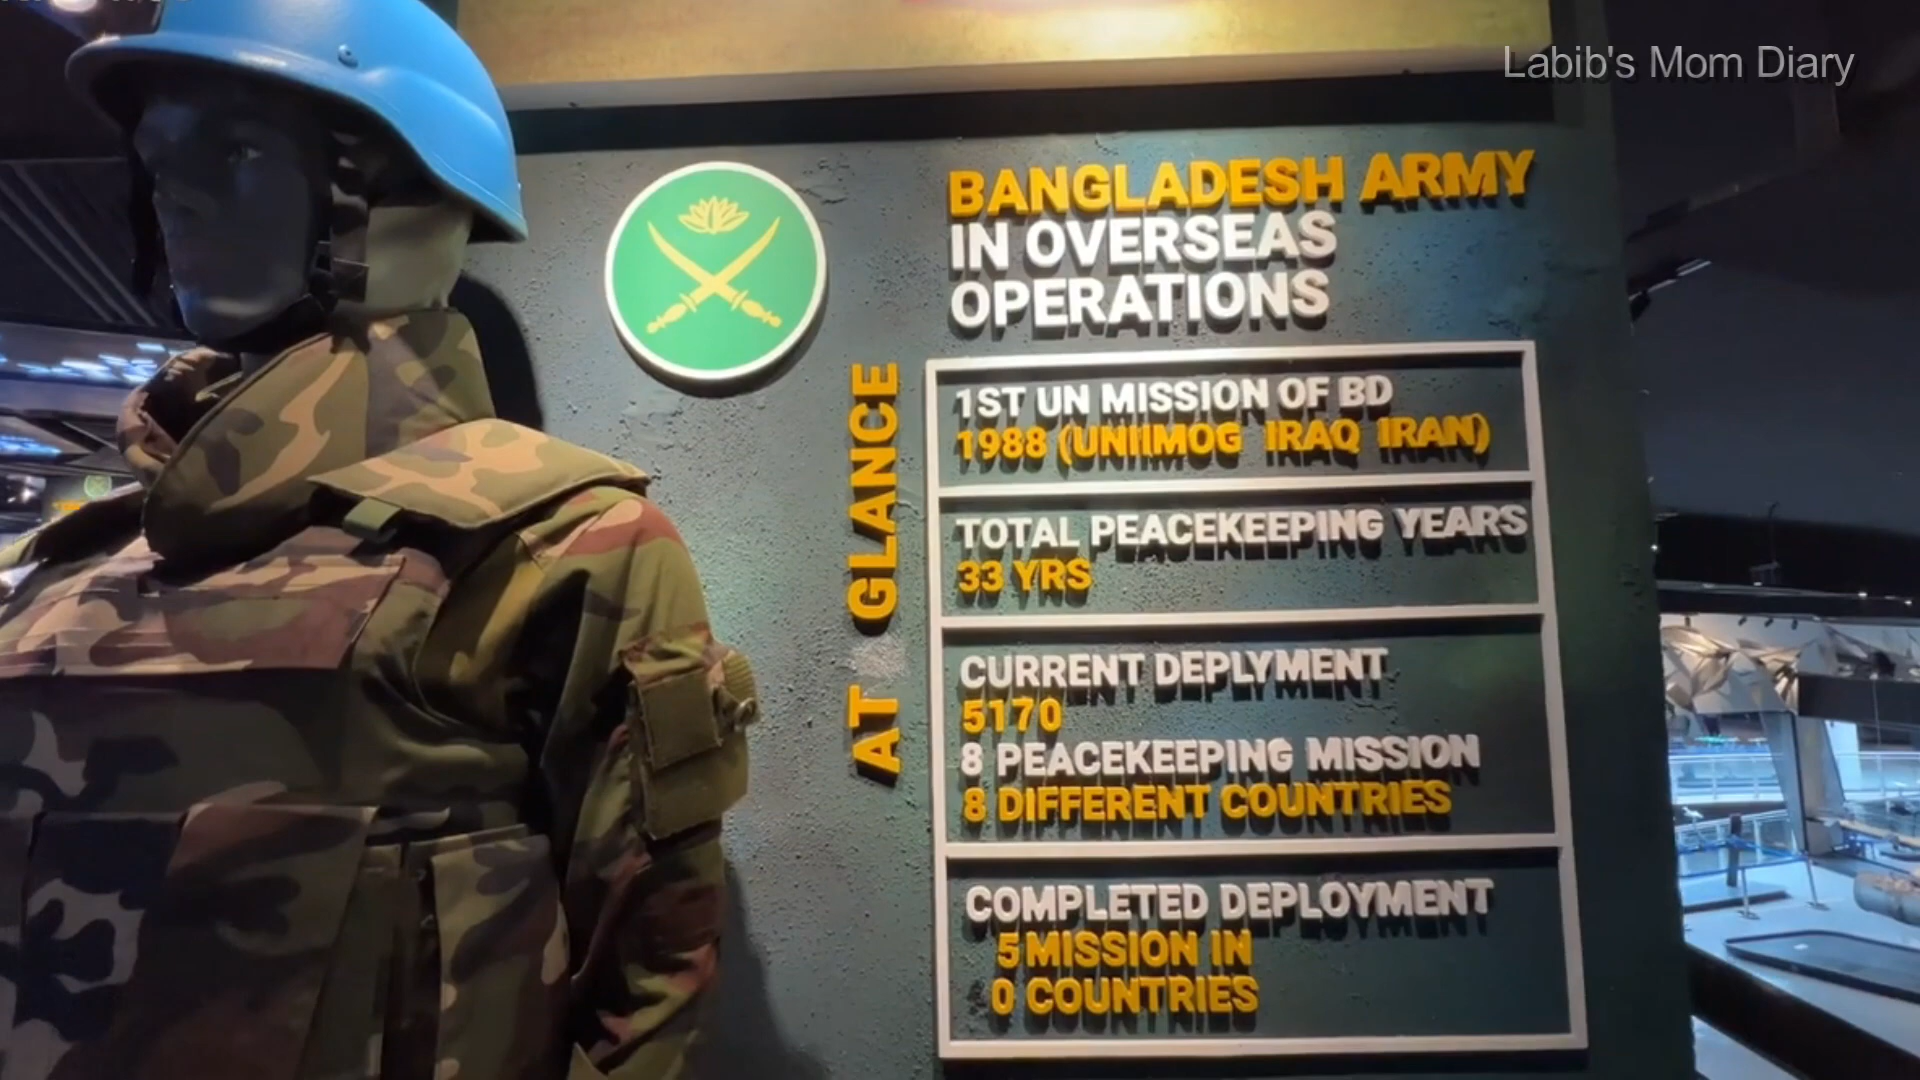 Labib's Mom Diary
BANGLADESH ARMY
IN OVERSEAS
OPERATIONS
AT GLANCE
1ST UN MISSION OF BD
1988 (UNIIMOG IRAQ IRAN)
TOTAL PEACEKEEPING YEARS
33 YRS
CURRENT DEPLYMENT
5170
8 PEACEKEEPING MISSION
8 DIFFERENT COUNTRIES
COMPLETED DEPLOYMENT
5 MISSION IN
0 COUNTRIES